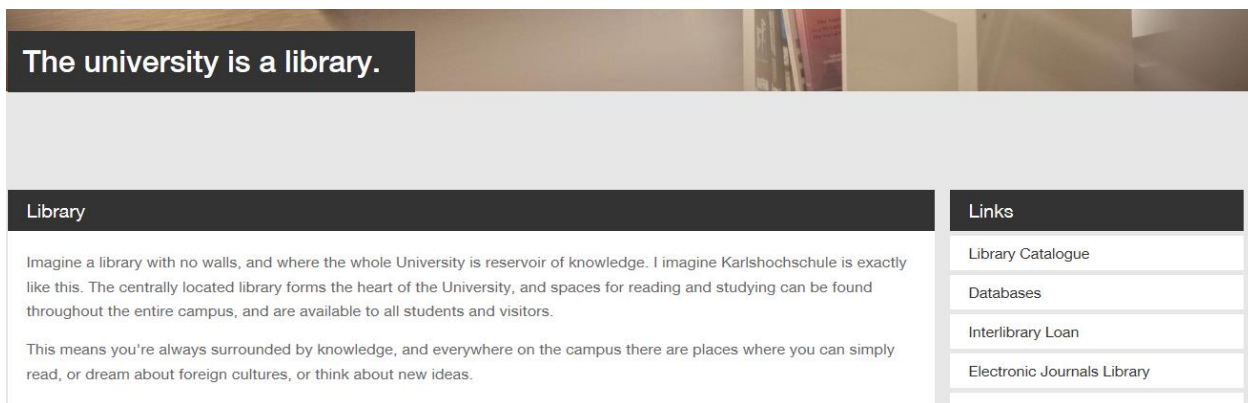 The university is a library.
Library
Imagine a library with no walls, and where the whole University is reservoir of knowledge. I imagine Karlshochschule is exactly
like this. The centrally located library forms the heart of the University, and spaces for reading and studying can be found
throughout the entire campus, and are available to all students and visitors.
This means you're always surrounded by knowledge, and everywhere on the campus there are places where you can simply
read, or dream about foreign cultures, or think about new ideas.
Links
Library Catalogue
Databases
Interlibrary Loan
Electronic Journals Library